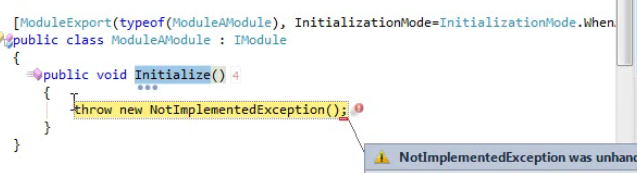 [ModuleExport(typeof(ModuleAModule), InitializationMode=InitializationMode.When
public class ModuleAModule : IModule
{
public void Initialize() 4
{
throw new NotImplementedException();
}
}
NotImplementedException was unhand